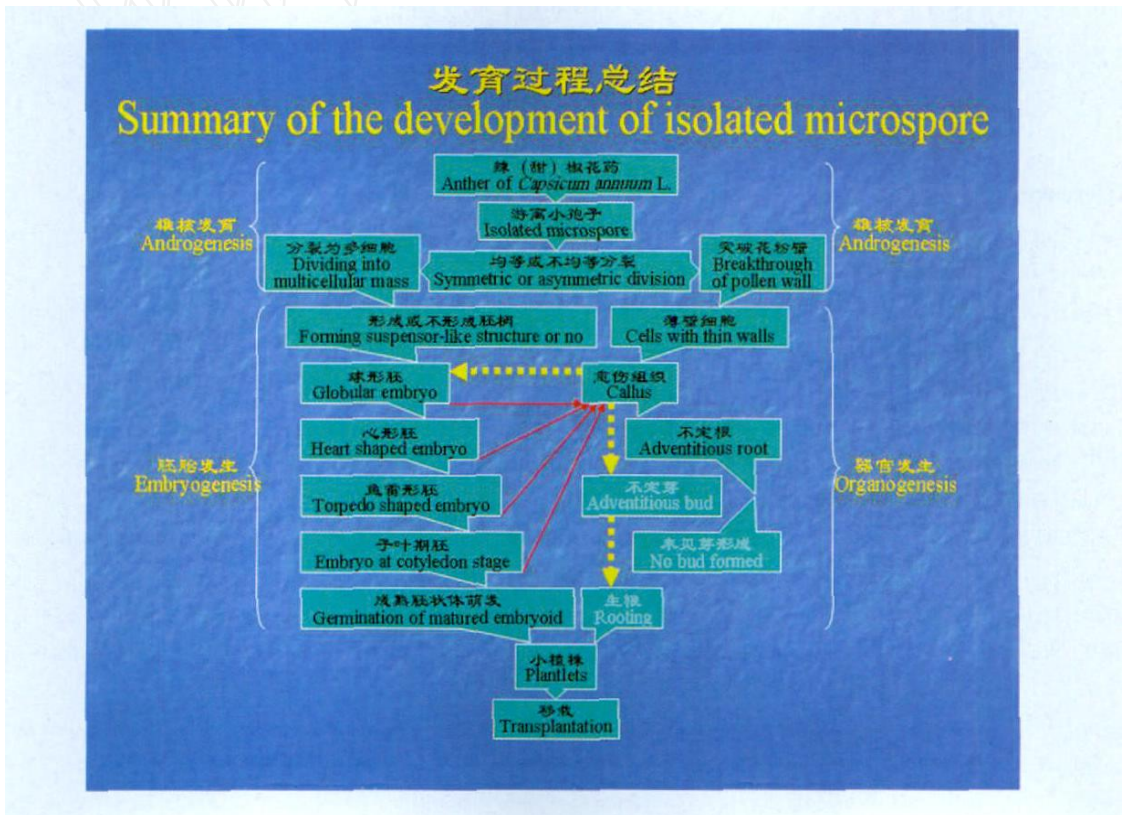 发育过程总结
Summary of the development of isolated microspore
辣（甜）椒花药
Anther of Capsicum annuum L.
游离小孢子
Isolated microspore
雄核发育
Androgenesis
雄核发育
Androgenesis
分裂为多细胞
Dividing into
multicellular mass
均等或不均等分裂
Symmetric or asymmetric division
突破花粉壁
Breakthrough
of pollen wall
形成或不形成胚柄
Forming suspensor-like structure or no
薄壁细胞
Cells with thin walls
球形胚
Globular embryo
愈伤组织
Callus
心形胚
Heart shaped embryo
不定根
Adventitious root
胚胎发生
Embryogenesis
器官发生
Organogenesis
鱼雷形胚
Torpedo shaped embryo
不定芽
Adventitious bud
子叶期胚
Embryo at cotyledon stage
未见芽形成
No bud formed
成熟胚状体萌发
Germination of matured embryoid
生根
Rooting
小植株
Plantlets
移栽
Transplantation